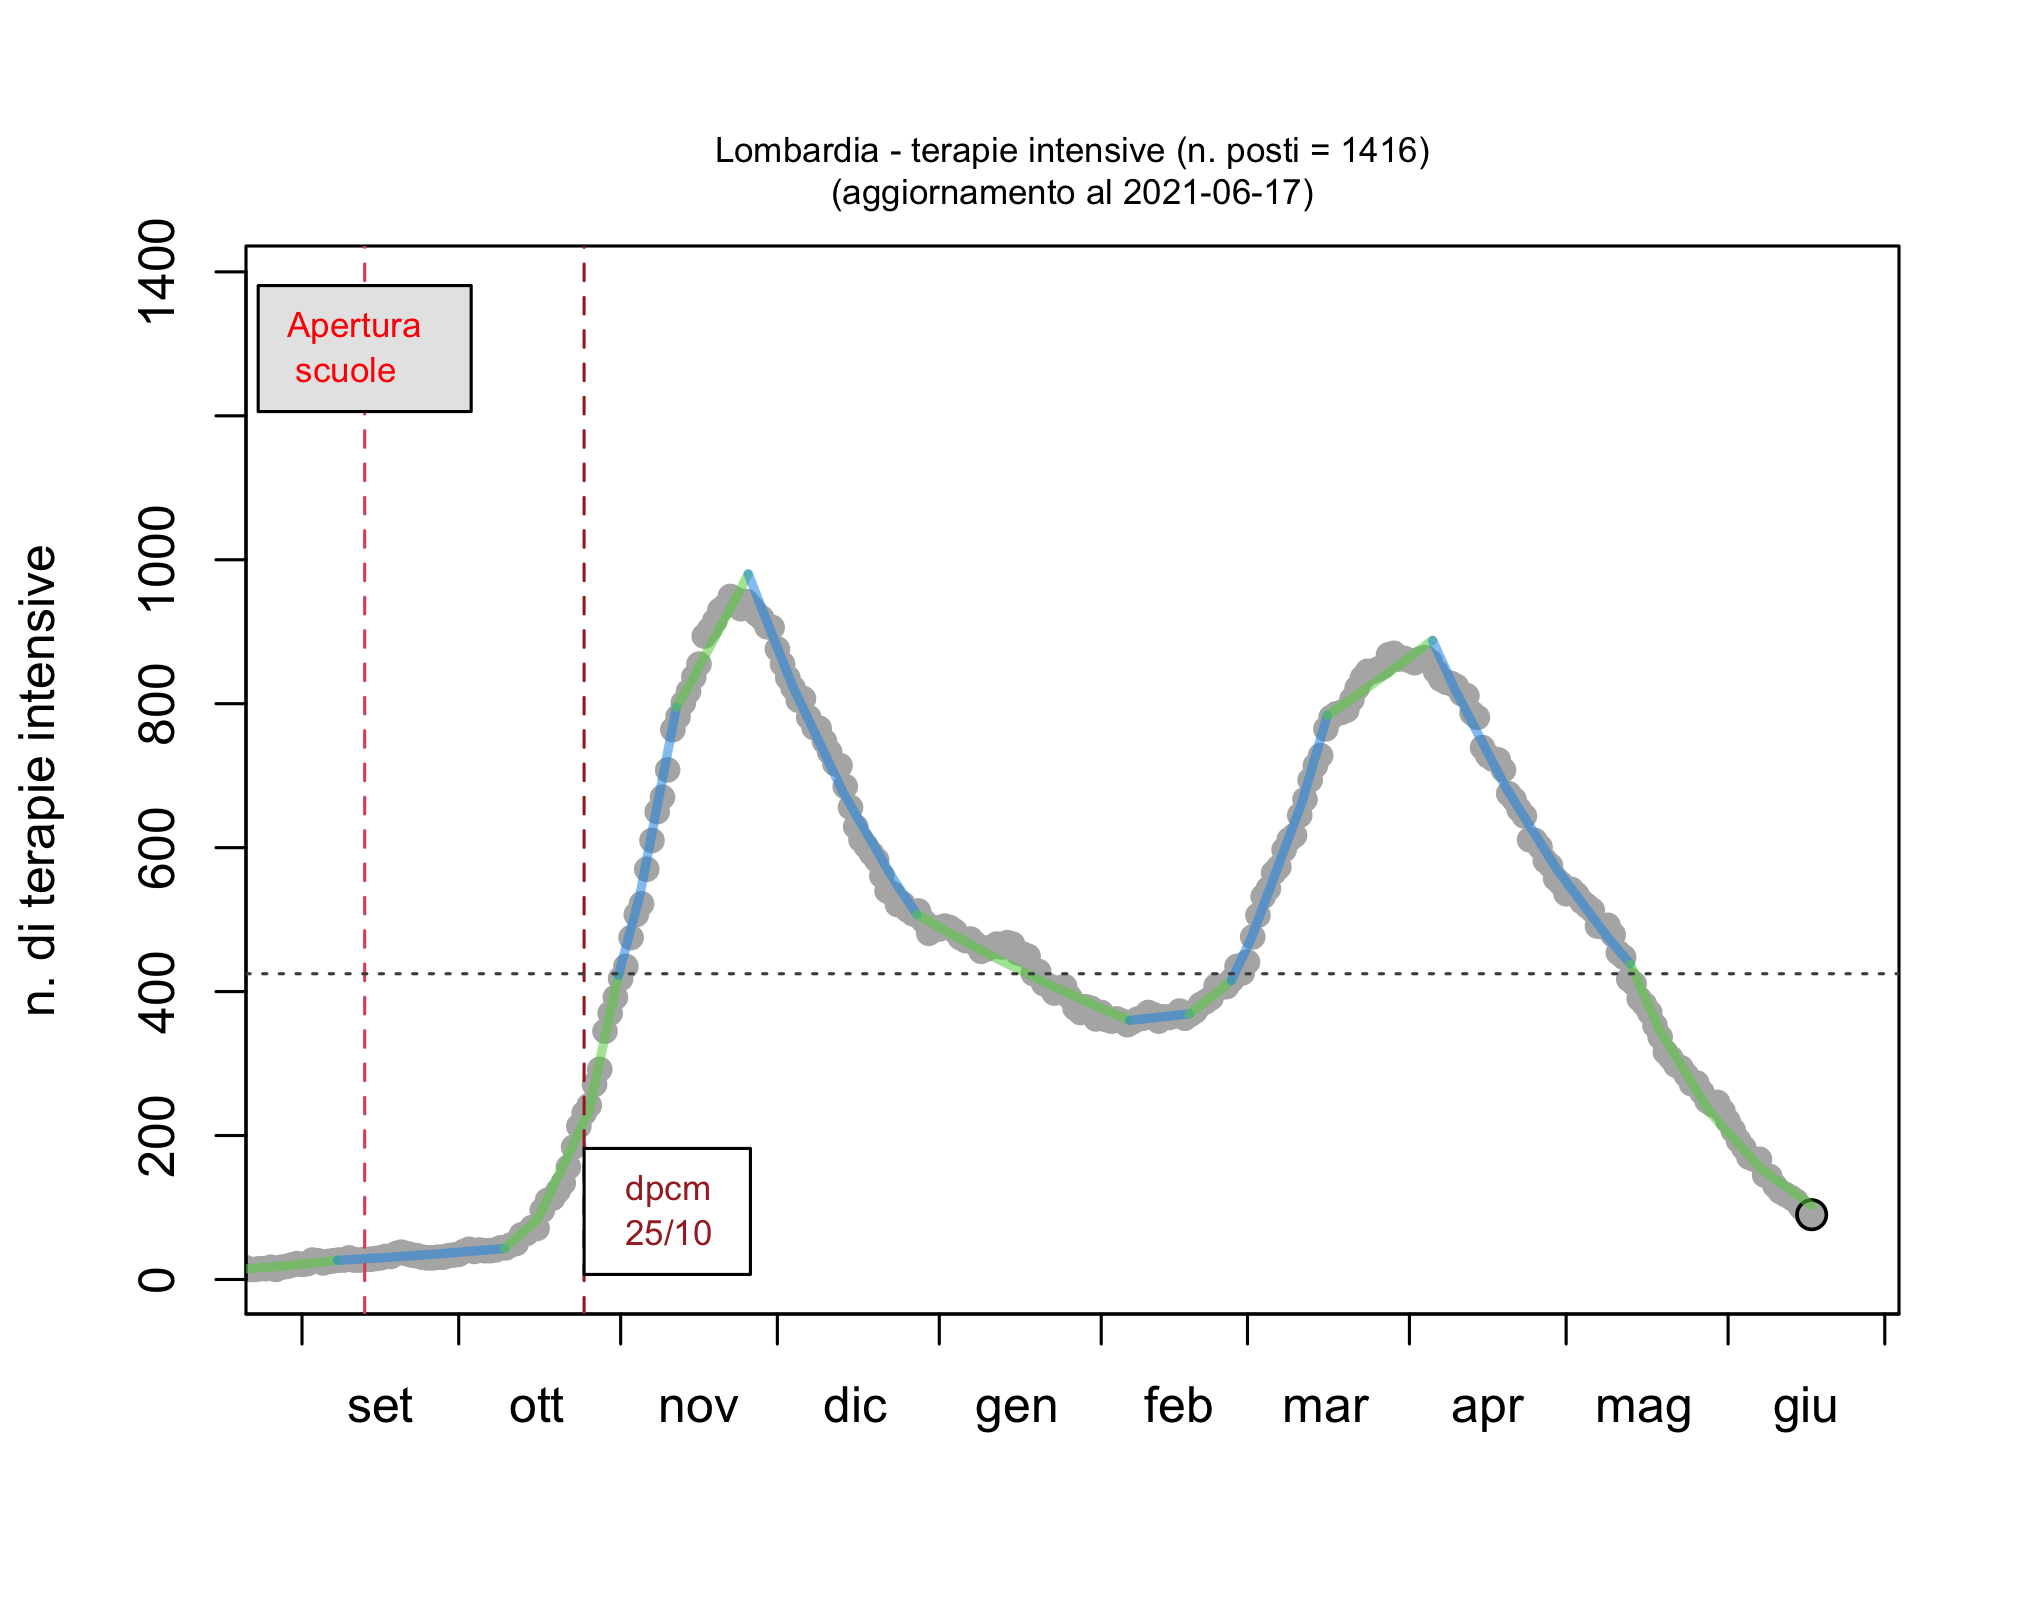 Lombardia - terapie intensive (n. posti = 1416)
(aggiornamento al 2021-06-17)
n. di terapie intensive
1400
1000
800
600
400
200
0
Apertura
scuole
dpcm
25/10
set ott nov dic gen feb mar apr mag giu